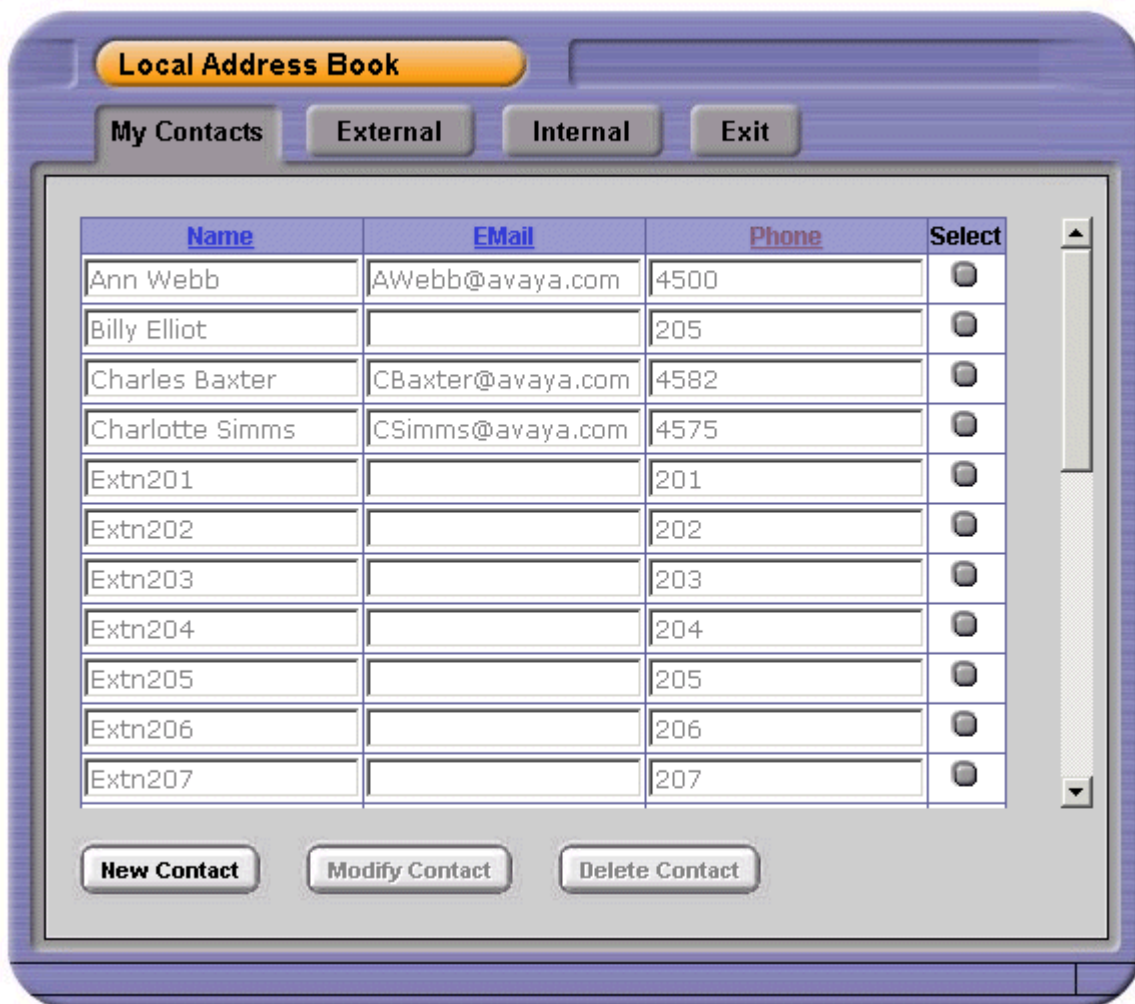 Local Address Book
My Contacts External Internal Exit
Name EMail Phone Select
Ann Webb AWebb@avaya.com 4500
Billy Elliot 205
Charles Baxter CBaxter@avaya.com 4582
Charlotte Simms CSimms@avaya.com 4575
Extn201 201
Extn202 202
Extn203 203
Extn204 204
Extn205 205
Extn206 206
Extn207 207
New Contact Modify Contact Delete Contact